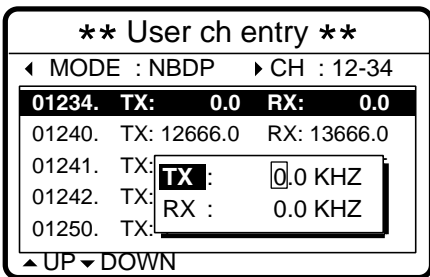 ** User ch entry **
◂ MODE : NBDP ▸ CH : 12-34
01234. TX: 0.0 RX: 0.0
01240. TX: 12666.0 RX: 13666.0
01241. TX:
TX : 0.0 KHZ
01242. TX:
RX : 0.0 KHZ
01250. TX:
▴ UP ▾ DOWN